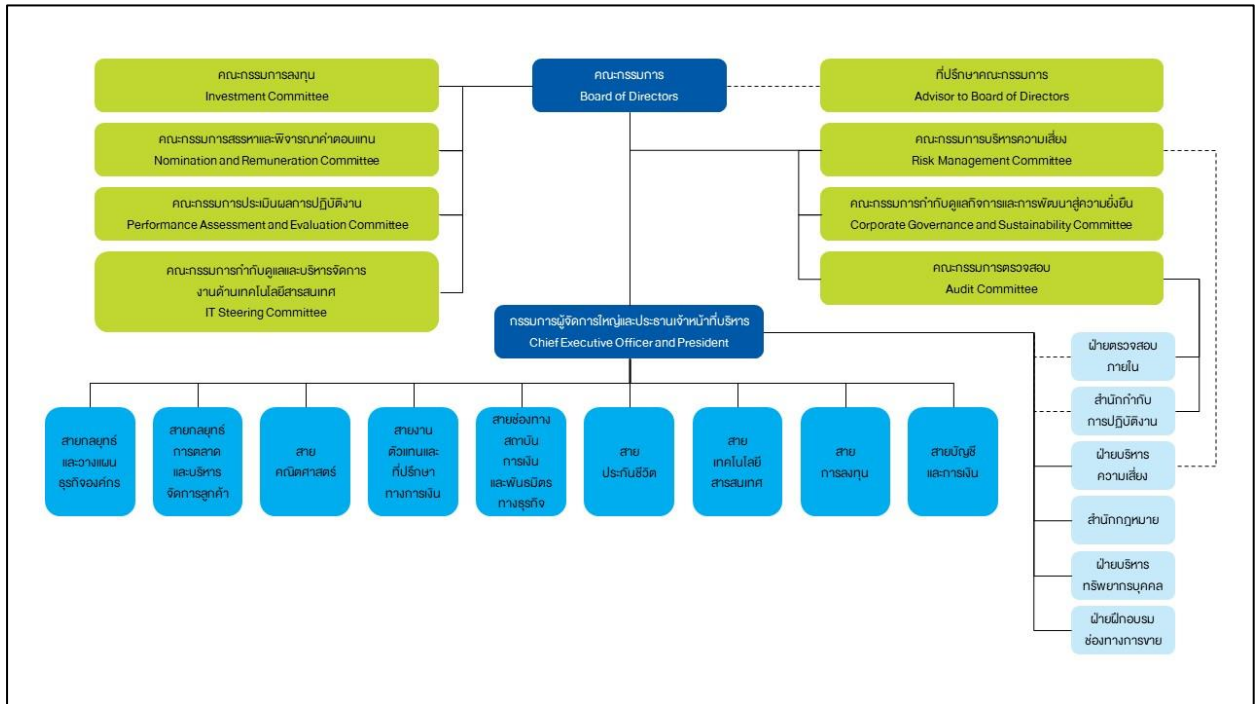 คณะกรรมการลงทุน
Investment Committee
คณะกรรมการ
Board of Directors
ที่ปรึกษาคณะกรรมการ
Advisor to Board of Directors
คณะกรรมการสรรหาและพิจารณาค่าตอบแทน
Nomination and Remuneration Committee
คณะกรรมการบริหารความเสี่ยง
Risk Management Committee
คณะกรรมการประเมินผลการปฏิบัติงาน
Performance Assessment and Evaluation Committee
คณะกรรมการกำกับดูแลกิจการและการพัฒนาสู่ความยั่งยืน
Corporate Governance and Sustainability Committee
คณะกรรมการกำกับดูแลและบริหารจัดการ
งานด้านเทคโนโลยีสารสนเทศ
IT Steering Committee
คณะกรรมการตรวจสอบ
Audit Committee
กรรมการผู้จัดการใหญ่และประธานเจ้าหน้าที่บริหาร
Chief Executive Officer and President
สายกลยุทธ์
และวางแผน
ธุรกิจองค์กร
สายกลยุทธ์
การตลาด
และบริหาร
จัดการลูกค้า
สาย
คณิตศาสตร์
สายงาน
ตัวแทนและ
ที่ปรึกษา
ทางการเงิน
สายช่องทาง
สถาบัน
การเงิน
และพันธมิตร
ทางธุรกิจ
สาย
ประกันชีวิต
สาย
เทคโนโลยี
สารสนเทศ
สาย
การลงทุน
สายบัญชี
และการเงิน
ฝ่ายตรวจสอบ
ภายใน
สำนักกำกับ
การปฏิบัติงาน
ฝ่ายบริหาร
ความเสี่ยง
สำนักกฎหมาย
ฝ่ายบริหาร
ทรัพยากรบุคคล
ฝ่ายฝึกอบรม
ช่องทางการขาย